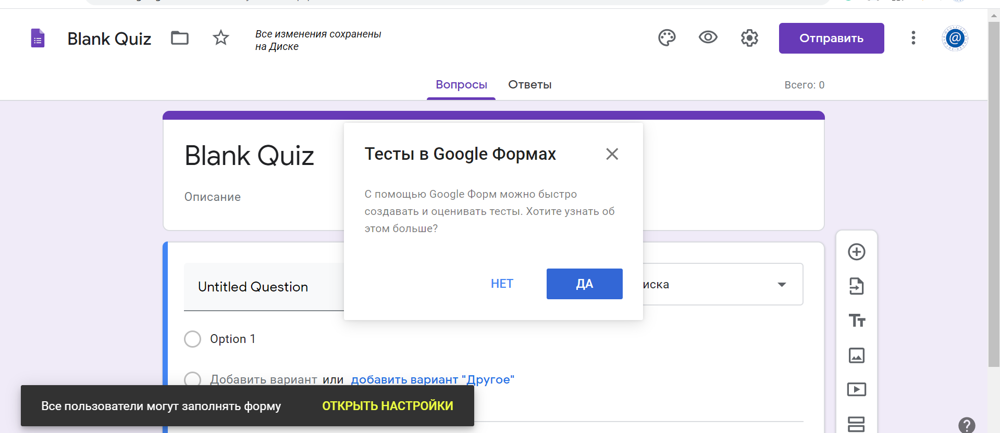 Blank Quiz
Все изменения сохранены
на Диске
Отправить
@
Вопросы
Ответы
Всего: 0
Blank Quiz
Описание
Тесты в Google Формах
С помощью Google Форм можно быстро
создавать и оценивать тесты. Хотите узнать об
этом больше?
НЕТ
ДА
Untitled Question
иска
Option 1
Добавить вариант или добавить вариант "Другое"
Все пользователи могут заполнять форму
ОТКРЫТЬ НАСТРОЙКИ